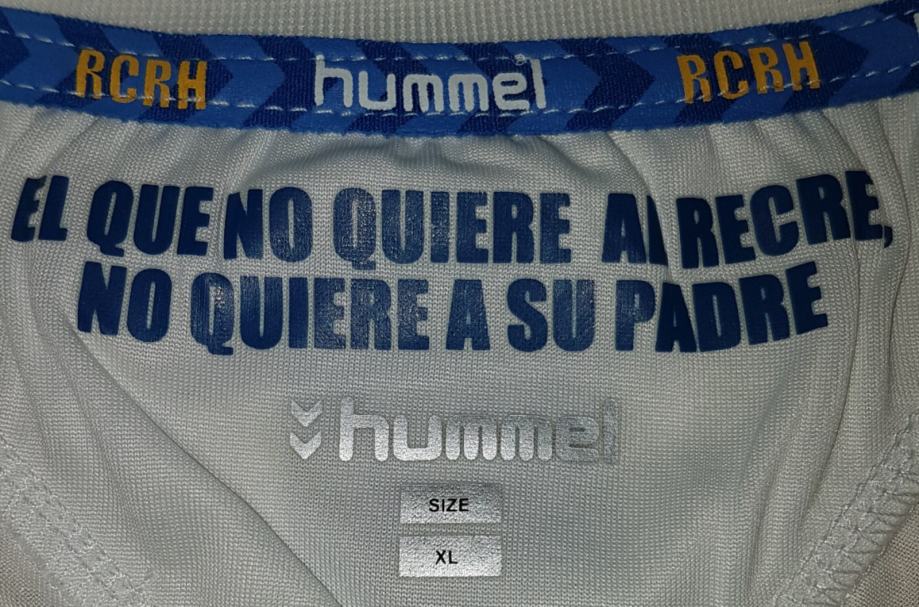 RCRH hummel RCRH
EL QUE NO QUIERE AL RECRE,
NO QUIERE A SU PADRE
hummel
SIZE
XL